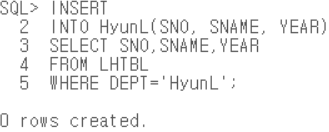 SQL> INSERT
2 INTO HyunL(SNO, SNAME, YEAR)
3 SELECT SNO,SNAME,YEAR
4 FROM LHTBL
5 WHERE DEPT='HyunL';
0 rows created.